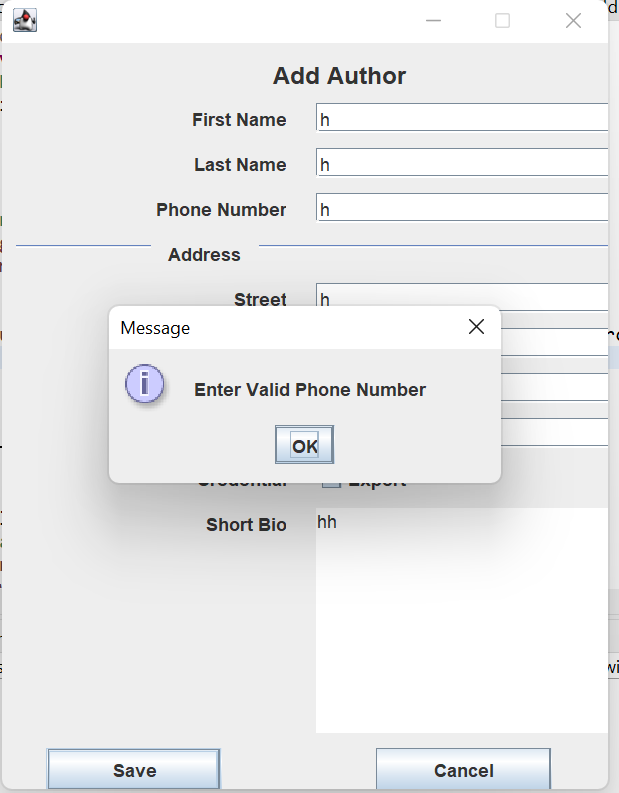 Add Author
First Name
h
Last Name
h
Phone Number
h
Address
Street
h
Message
Enter Valid Phone Number
OK
Credential
Expert
Short Bio
hh
Save
Cancel